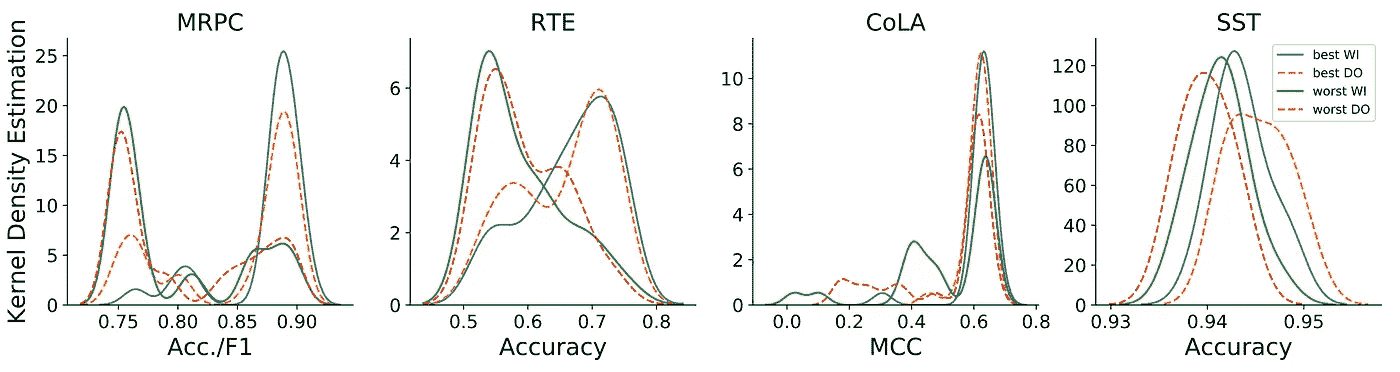 MRPC
RTE
CoLA
SST
Kernel Density Estimation
25
20
15
10
5
0
0.75 0.80 0.85 0.90
Acc./F1
6
4
2
0
0.5 0.6 0.7 0.8
Accuracy
10
8
6
4
2
0
0.0 0.2 0.4 0.6 0.8
MCC
120
100
80
60
40
20
0
0.93 0.94 0.95
Accuracy
best WI
best DO
worst WI
worst DO